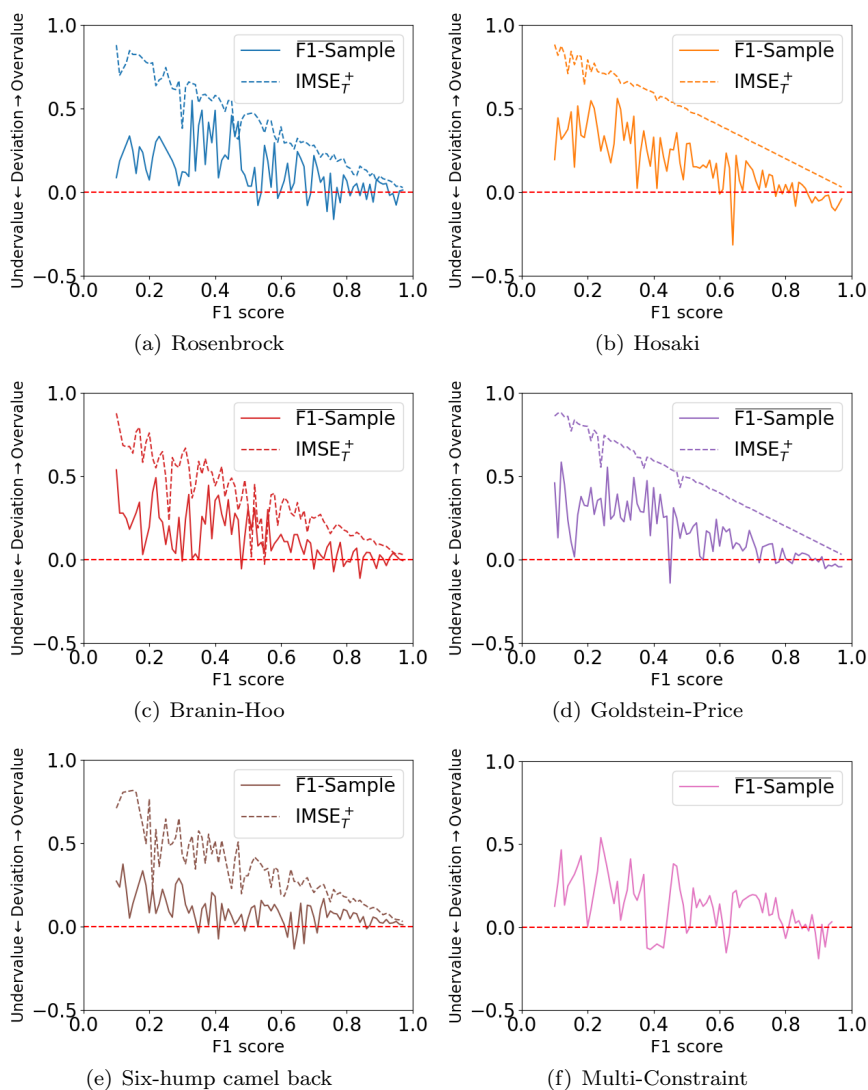 1.0
0.5
0.0
−0.5
Undervalue ← Deviation → Overvalue
F1-Sample
IMSE_T^+
0.0 0.2 0.4 0.6 0.8 1.0
F1 score
(a) Rosenbrock
1.0
0.5
0.0
−0.5
Undervalue ← Deviation → Overvalue
F1-Sample
IMSE_T^+
0.0 0.2 0.4 0.6 0.8 1.0
F1 score
(b) Hosaki
1.0
0.5
0.0
−0.5
Undervalue ← Deviation → Overvalue
F1-Sample
IMSE_T^+
0.0 0.2 0.4 0.6 0.8 1.0
F1 score
(c) Branin-Hoo
1.0
0.5
0.0
−0.5
Undervalue ← Deviation → Overvalue
F1-Sample
IMSE_T^+
0.0 0.2 0.4 0.6 0.8 1.0
F1 score
(d) Goldstein-Price
1.0
0.5
0.0
−0.5
Undervalue ← Deviation → Overvalue
F1-Sample
IMSE_T^+
0.0 0.2 0.4 0.6 0.8 1.0
F1 score
(e) Six-hump camel back
1.0
0.5
0.0
−0.5
Undervalue ← Deviation → Overvalue
F1-Sample
0.0 0.2 0.4 0.6 0.8 1.0
F1 score
(f) Multi-Constraint